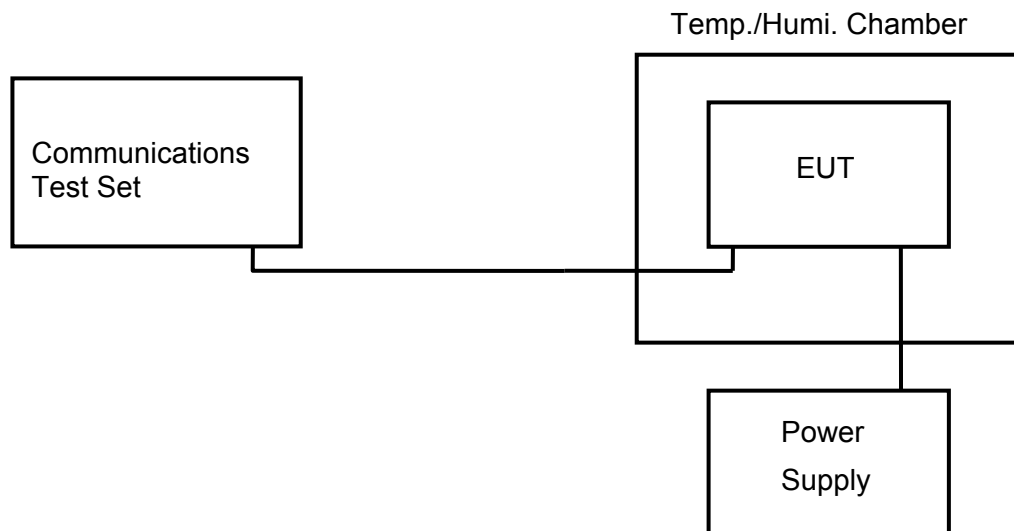 Temp./Humi. Chamber
Communications
Test Set
EUT
Power
Supply